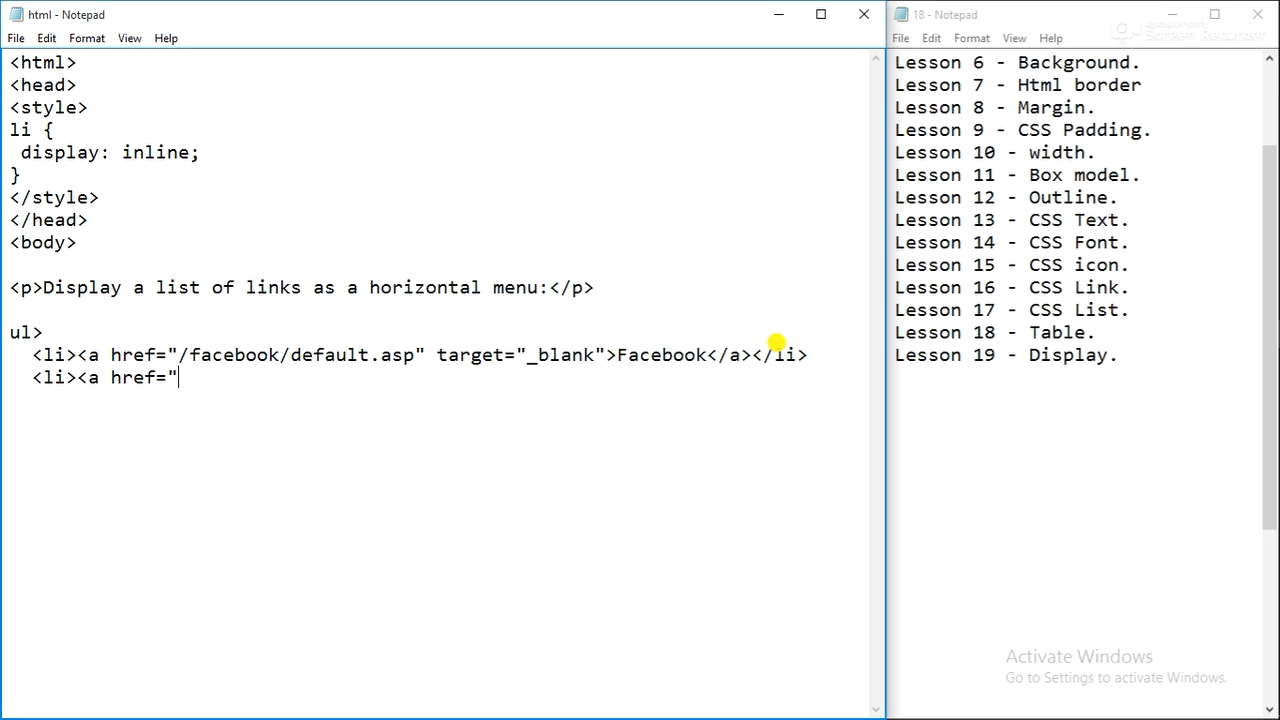 html - Notepad
File Edit Format View Help
<html>
<head>
<style>
li {
 display: inline;
}
</style>
</head>
<body>

<p>Display a list of links as a horizontal menu:</p>

ul>
  <li><a href="/facebook/default.asp" target="_blank">Facebook</a></li>
  <li><a href="
18 - Notepad
Apowersoft
Screen Recorder
File Edit Format View Help
Lesson 6 - Background.
Lesson 7 - Html border
Lesson 8 - Margin.
Lesson 9 - CSS Padding.
Lesson 10 - width.
Lesson 11 - Box model.
Lesson 12 - Outline.
Lesson 13 - CSS Text.
Lesson 14 - CSS Font.
Lesson 15 - CSS icon.
Lesson 16 - CSS Link.
Lesson 17 - CSS List.
Lesson 18 - Table.
Lesson 19 - Display.
Activate Windows
Go to Settings to activate Windows.